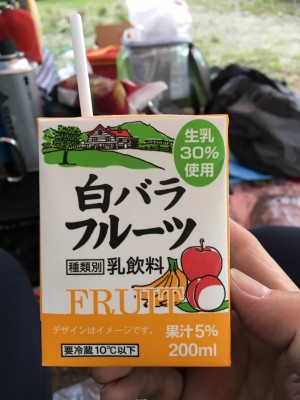 生乳
30%
使用
白バラ
フルーツ
種類別 乳飲料
FRUIT
デザインはイメージです。 果汁5%
要冷蔵10℃以下 200ml